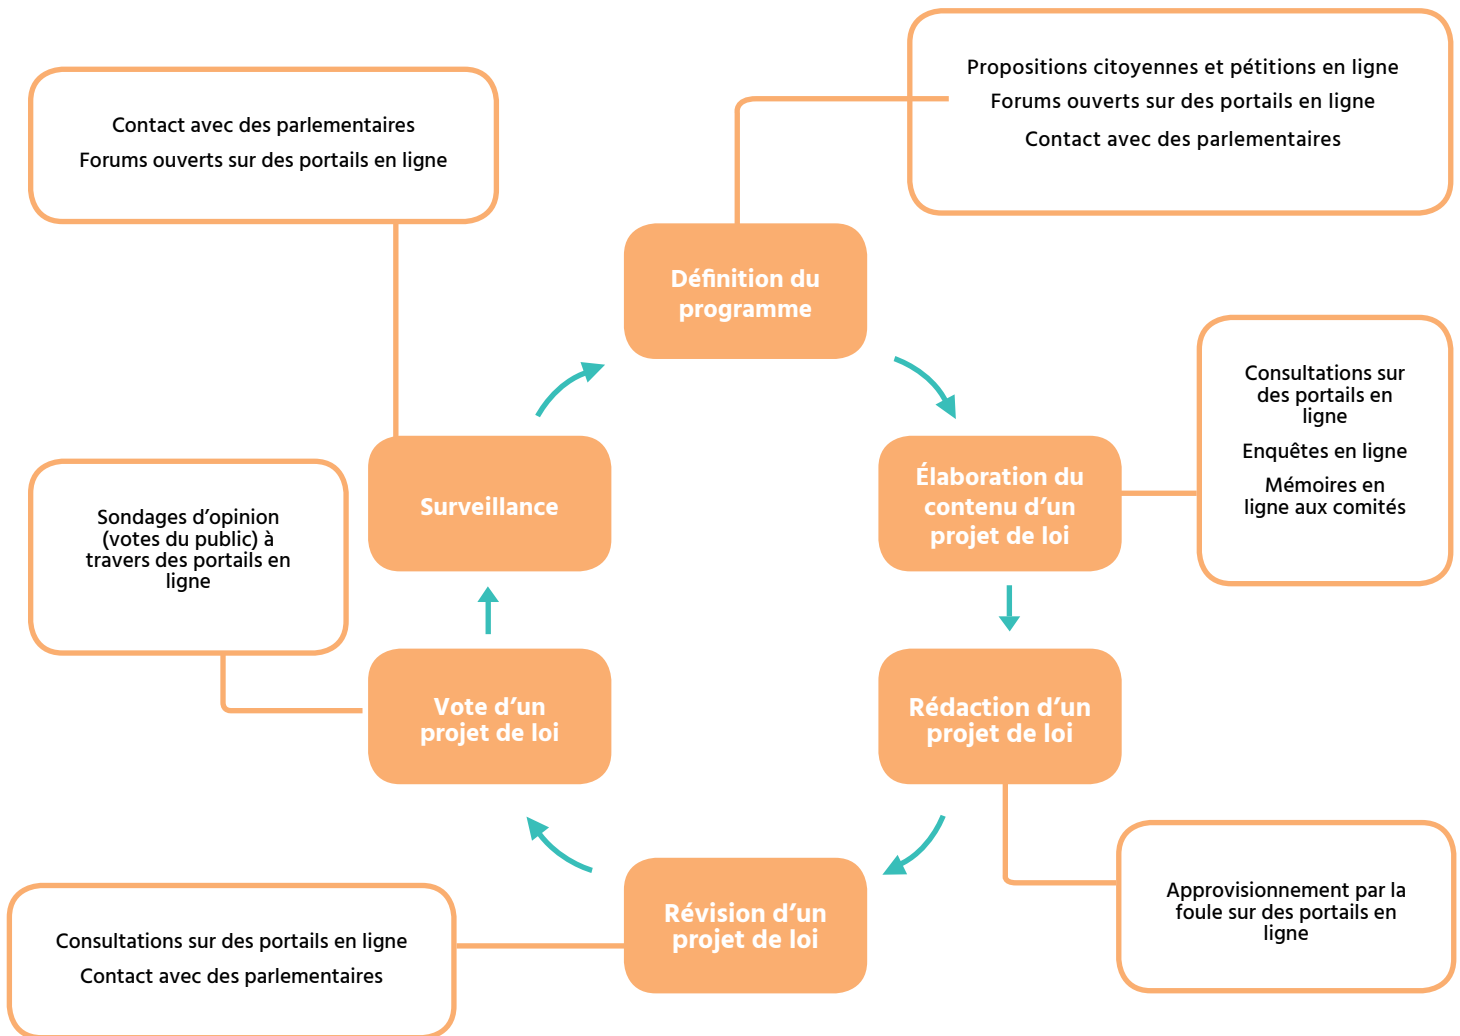 Propositions citoyennes et pétitions en ligne
Forums ouverts sur des portails en ligne
Contact avec des parlementaires
Contact avec des parlementaires
Forums ouverts sur des portails en ligne
Définition du
programme
Consultations sur
des portails en
ligne
Enquêtes en ligne
Mémoires en
ligne aux comités
Élaboration du
contenu d’un
projet de loi
Surveillance
Sondages d’opinion
(votes du public) à
travers des portails en
ligne
Vote d’un
projet de loi
Rédaction d’un
projet de loi
Approvisionnement par la
foule sur des portails en
ligne
Révision d’un
projet de loi
Consultations sur des portails en ligne
Contact avec des parlementaires